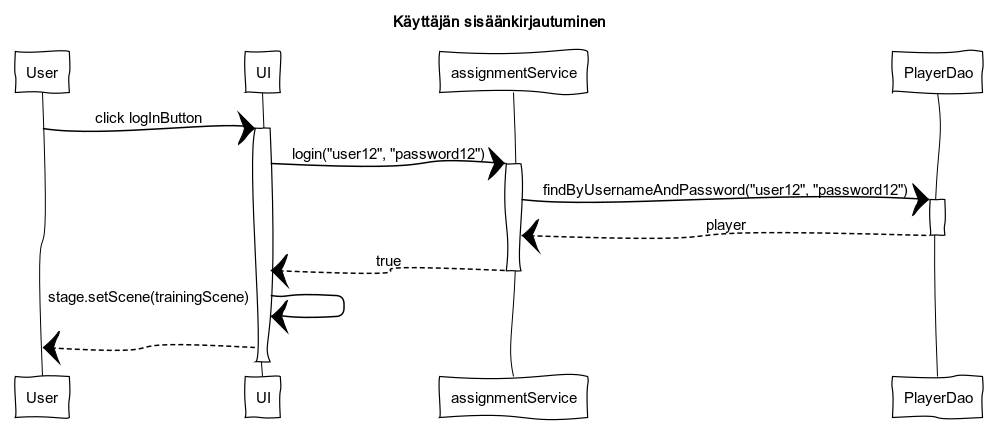 Käyttäjän sisäänkirjautuminen
User
UI
assignmentService
PlayerDao
click logInButton
login("user12", "password12")
findByUsernameAndPassword("user12", "password12")
player
true
stage.setScene(trainingScene)
User
UI
assignmentService
PlayerDao